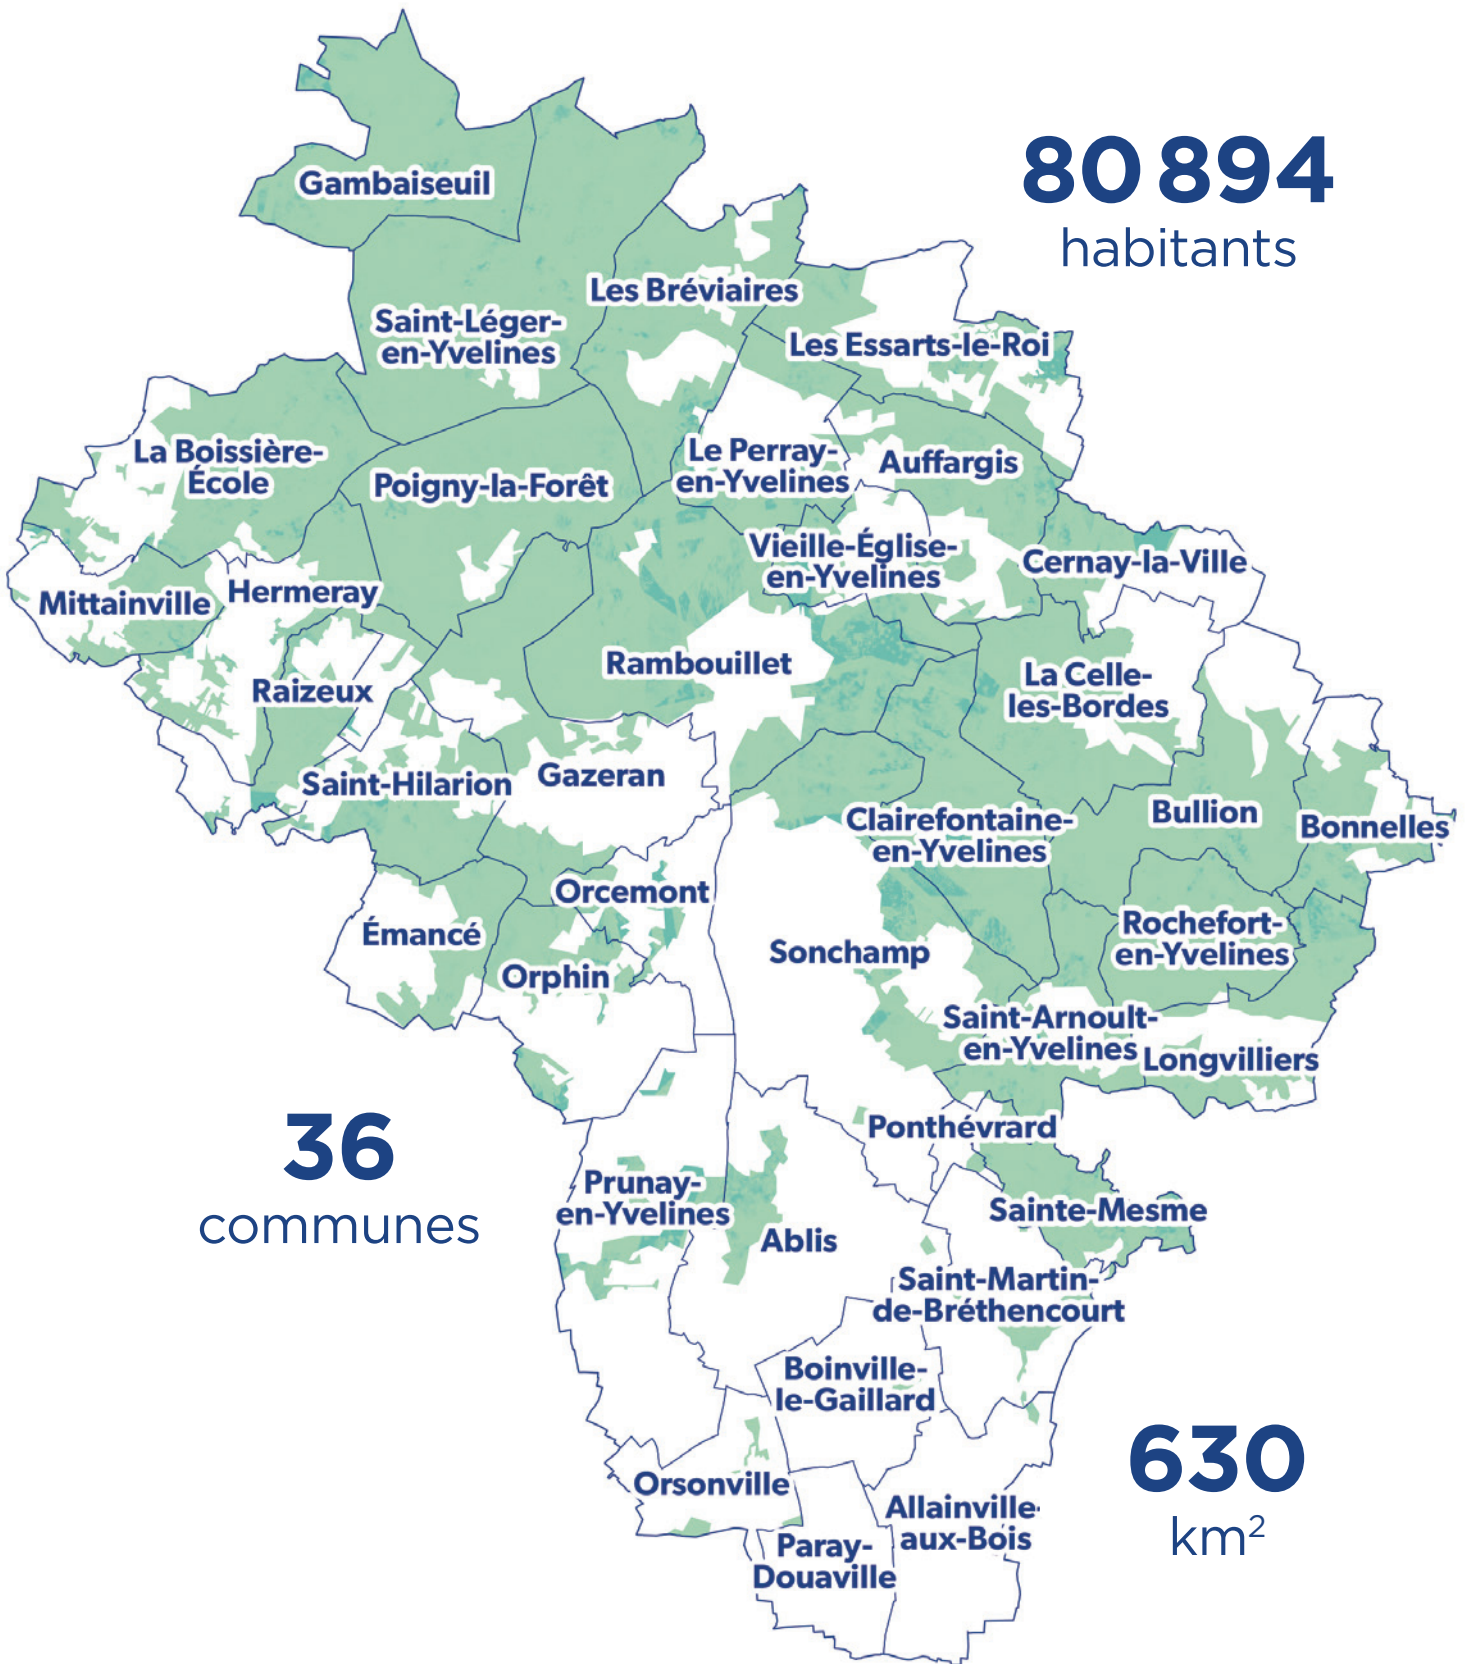 Gambaiseuil
80 894
habitants
Les Bréviaires
Saint-Léger-
en-Yvelines
Les Essarts-le-Roi
La Boissière-
École
Poigny-la-Forêt
Le Perray-
en-Yvelines
Auffargis
Vieille-Église-
en-Yvelines
Cernay-la-Ville
Mittainville
Hermeray
Rambouillet
La Celle-
les-Bordes
Raizeux
Saint-Hilarion
Gazeran
Clairefontaine-
en-Yvelines
Bullion
Bonnelles
Orcemont
Émancé
Orphin
Sonchamp
Rochefort-
en-Yvelines
Saint-Arnoult-
en-Yvelines
Longvilliers
36
communes
Ponthévrard
Prunay-
en-Yvelines
Ablis
Sainte-Mesme
Saint-Martin-
de-Bréthencourt
Boinville-
le-Gaillard
630
km²
Orsonville
Allainville-
aux-Bois
Paray-
Douaville